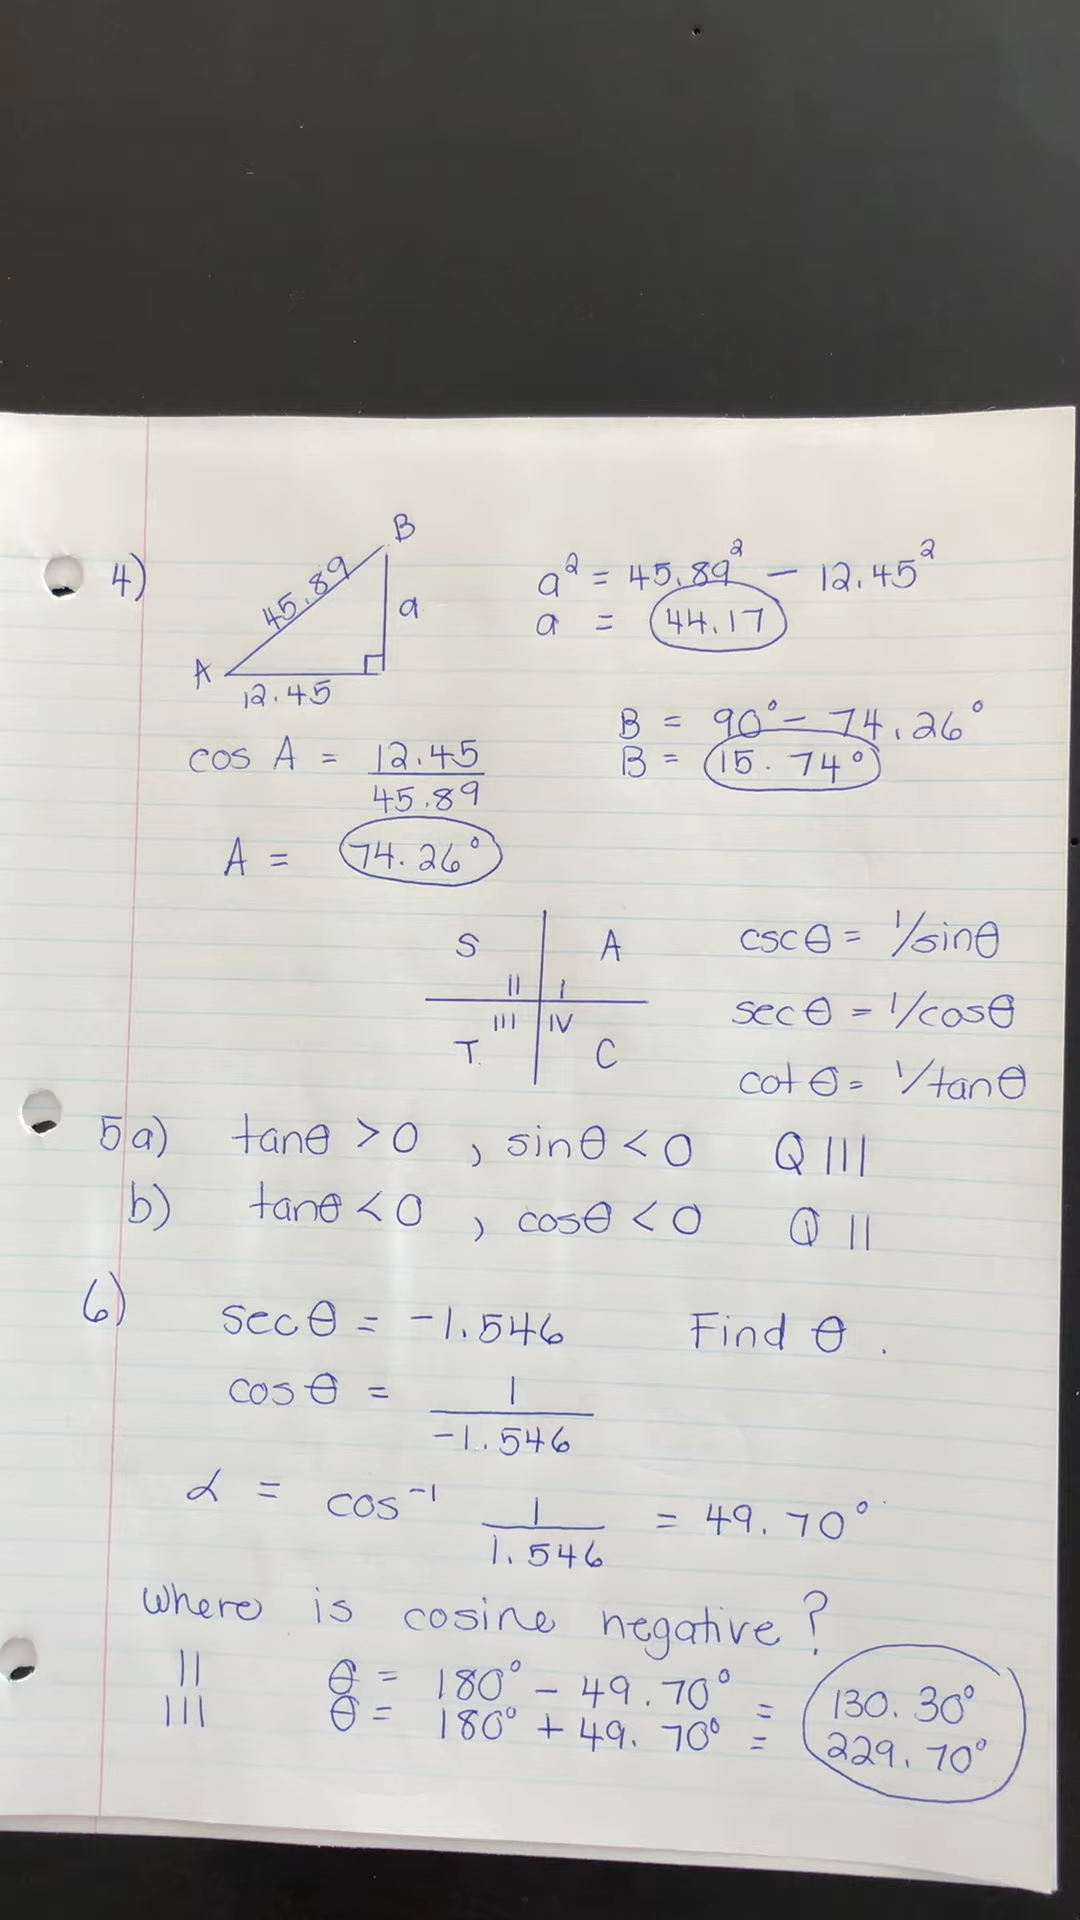 4)
B
45.89
a
A
12.45
a² = 45.89² - 12.45²
a = 44.17
B = 90° - 74.26°
B = 15.74°
cos A = 12.45/45.89
A = 74.26°
S A
II I
III IV
T C
cscθ = 1/sinθ
secθ = 1/cosθ
cotθ = 1/tanθ
5a) tanθ > 0 , sinθ < 0 Q III
b) tanθ < 0 , cosθ < 0 Q II
6) secθ = -1.546 Find θ.
cosθ = 1/-1.546
α = cos⁻¹ 1/1.546 = 49.70°
where is cosine negative?
II θ = 180° - 49.70° = 130.30°
III θ = 180° + 49.70° = 229.70°